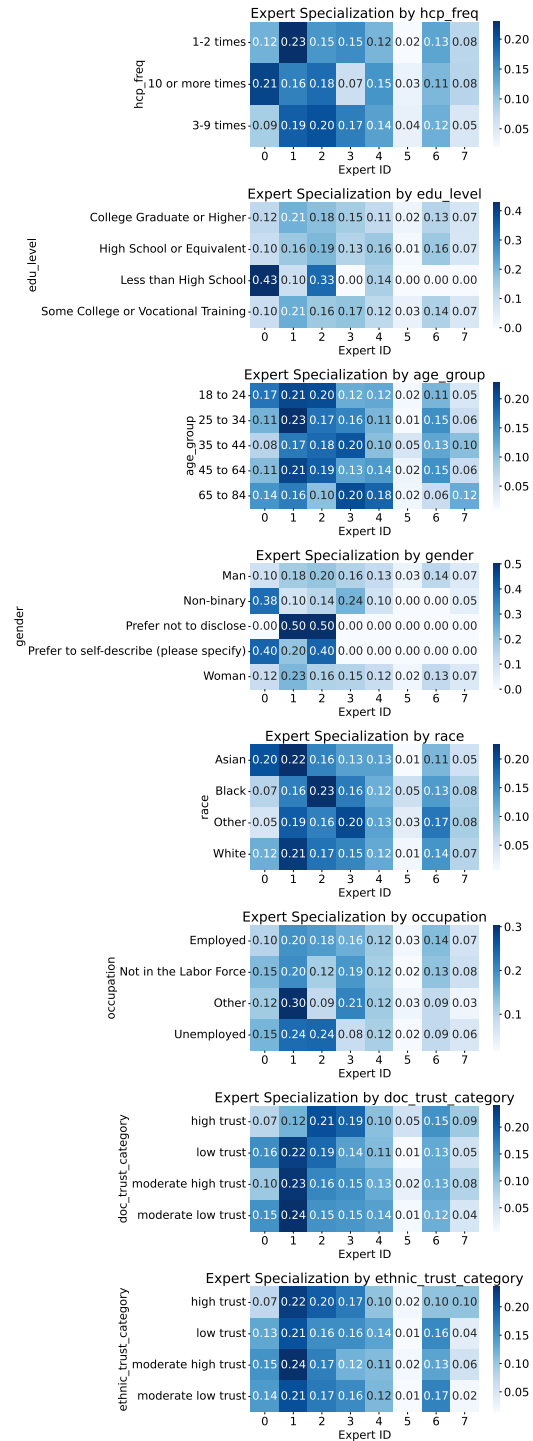 Expert Specialization by hcp_freq
hcp_freq
1-2 times 0.12 0.23 0.15 0.15 0.12 0.02 0.13 0.08
10 or more times 0.21 0.16 0.18 0.07 0.15 0.03 0.11 0.08
3-9 times 0.09 0.19 0.20 0.17 0.14 0.04 0.12 0.05
0 1 2 3 4 5 6 7
Expert ID
0.20
0.15
0.10
0.05
Expert Specialization by edu_level
edu_level
College Graduate or Higher 0.12 0.21 0.18 0.15 0.11 0.02 0.13 0.07
High School or Equivalent 0.10 0.16 0.19 0.13 0.16 0.01 0.16 0.07
Less than High School 0.43 0.10 0.33 0.00 0.14 0.00 0.00 0.00
Some College or Vocational Training 0.10 0.21 0.16 0.17 0.12 0.03 0.14 0.07
0 1 2 3 4 5 6 7
Expert ID
0.4
0.3
0.2
0.1
0.0
Expert Specialization by age_group
age_group
18 to 24 0.17 0.21 0.20 0.12 0.12 0.02 0.11 0.05
25 to 34 0.11 0.23 0.17 0.16 0.11 0.01 0.15 0.06
35 to 44 0.08 0.17 0.18 0.20 0.10 0.05 0.13 0.10
45 to 64 0.11 0.21 0.19 0.13 0.14 0.02 0.15 0.06
65 to 84 0.14 0.16 0.10 0.20 0.18 0.02 0.06 0.12
0 1 2 3 4 5 6 7
Expert ID
0.20
0.15
0.10
0.05
Expert Specialization by gender
gender
Man 0.10 0.18 0.20 0.16 0.13 0.03 0.14 0.07
Non-binary 0.38 0.10 0.14 0.24 0.10 0.00 0.00 0.05
Prefer not to disclose 0.00 0.50 0.50 0.00 0.00 0.00 0.00 0.00
Prefer to self-describe (please specify) 0.40 0.20 0.40 0.00 0.00 0.00 0.00 0.00
Woman 0.12 0.23 0.16 0.15 0.12 0.02 0.13 0.07
0 1 2 3 4 5 6 7
Expert ID
0.5
0.4
0.3
0.2
0.1
0.0
Expert Specialization by race
race
Asian 0.20 0.22 0.16 0.13 0.13 0.01 0.11 0.05
Black 0.07 0.16 0.23 0.16 0.12 0.05 0.13 0.08
Other 0.05 0.19 0.16 0.20 0.13 0.03 0.17 0.08
White 0.12 0.21 0.17 0.15 0.12 0.01 0.14 0.07
0 1 2 3 4 5 6 7
Expert ID
0.20
0.15
0.10
0.05
Expert Specialization by occupation
occupation
Employed 0.10 0.20 0.18 0.16 0.12 0.03 0.14 0.07
Not in the Labor Force 0.15 0.20 0.12 0.19 0.12 0.02 0.13 0.08
Other 0.12 0.30 0.09 0.21 0.12 0.03 0.09 0.03
Unemployed 0.15 0.24 0.24 0.08 0.12 0.02 0.09 0.06
0 1 2 3 4 5 6 7
Expert ID
0.3
0.2
0.1
Expert Specialization by doc_trust_category
doc_trust_category
high trust 0.07 0.12 0.21 0.19 0.10 0.05 0.15 0.09
low trust 0.16 0.22 0.19 0.14 0.11 0.01 0.13 0.05
moderate high trust 0.10 0.23 0.16 0.15 0.13 0.02 0.13 0.08
moderate low trust 0.15 0.24 0.15 0.15 0.14 0.01 0.12 0.04
0 1 2 3 4 5 6 7
Expert ID
0.20
0.15
0.10
0.05
Expert Specialization by ethnic_trust_category
ethnic_trust_category
high trust 0.07 0.22 0.20 0.17 0.10 0.02 0.10 0.10
low trust 0.13 0.21 0.16 0.16 0.14 0.01 0.16 0.04
moderate high trust 0.15 0.24 0.17 0.12 0.11 0.02 0.13 0.06
moderate low trust 0.14 0.21 0.17 0.16 0.12 0.01 0.17 0.02
0 1 2 3 4 5 6 7
Expert ID
0.20
0.15
0.10
0.05